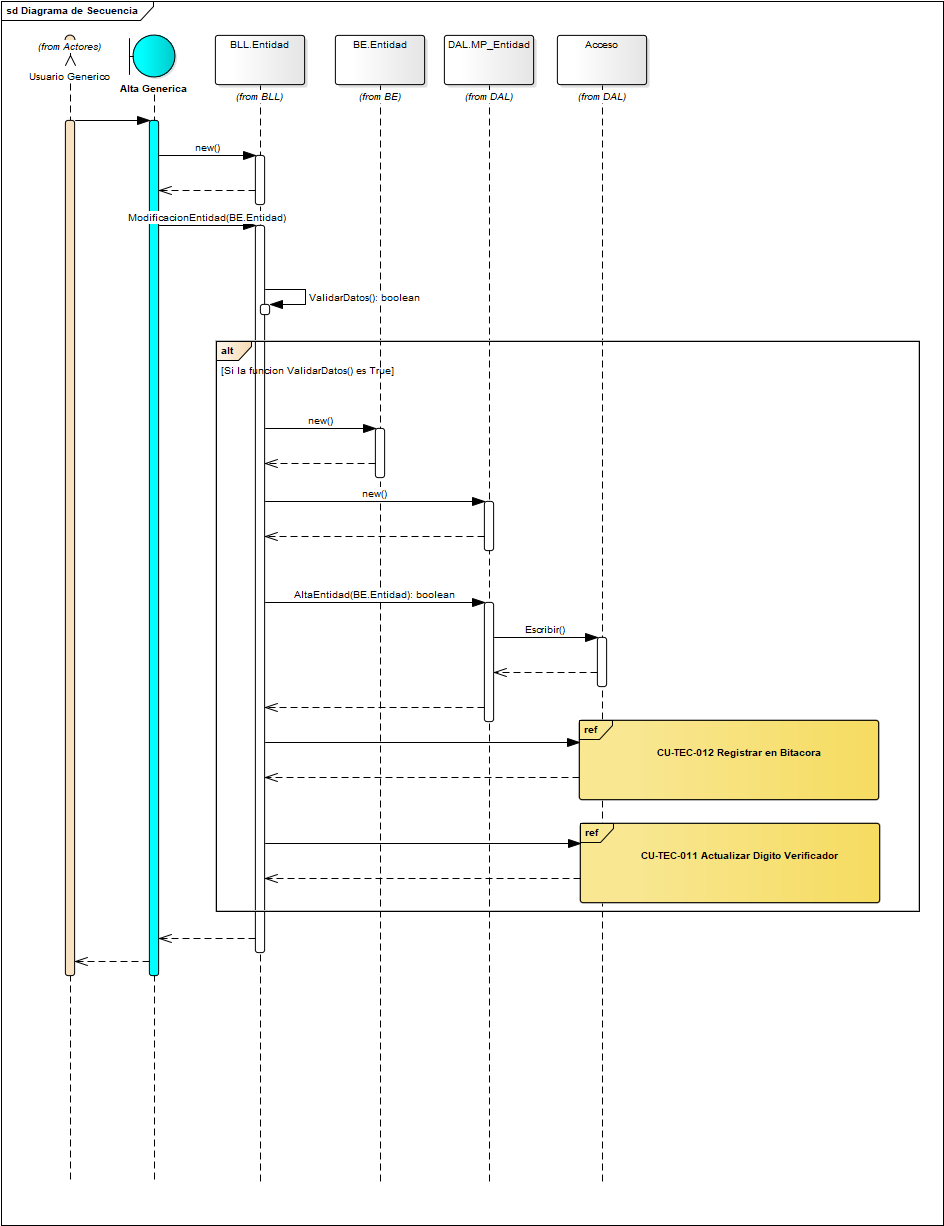 sd Diagrama de Secuencia
(from Actores)
Usuario Generico
Alta Generica
BLL.Entidad
(from BLL)
BE.Entidad
(from BE)
DAL.MP_Entidad
(from DAL)
Acceso
(from DAL)
new()
ModificacionEntidad(BE.Entidad)
ValidarDatos(): boolean
alt
[Si la funcion ValidarDatos() es True]
new()
new()
AltaEntidad(BE.Entidad): boolean
Escribir()
ref
CU-TEC-012 Registrar en Bitacora
ref
CU-TEC-011 Actualizar Digito Verificador